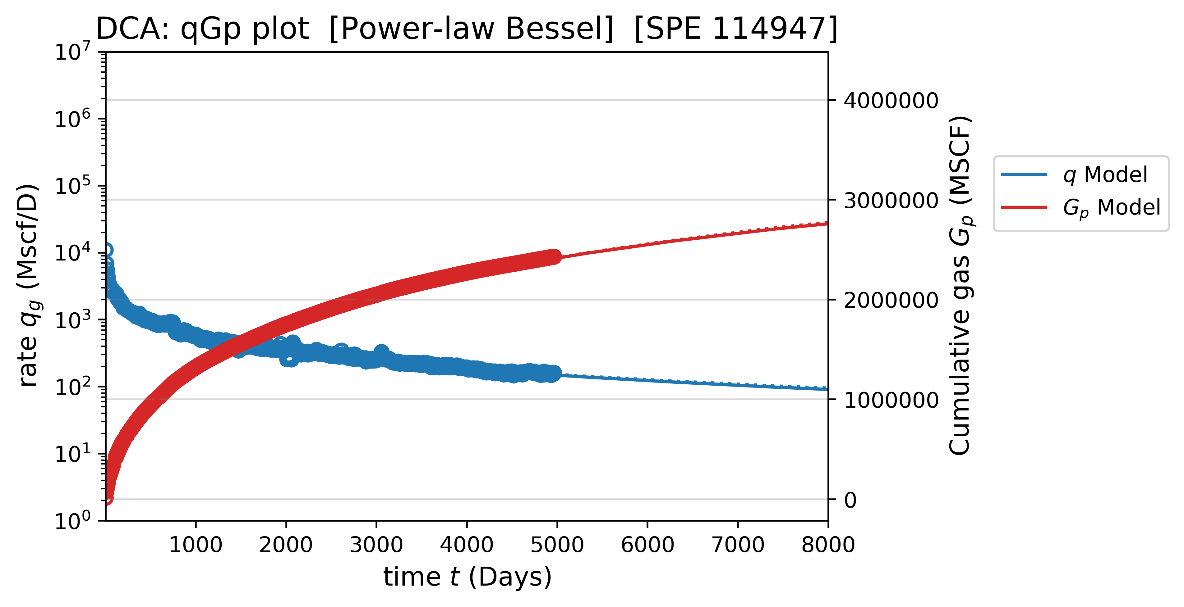 DCA: qGp plot [Power-law Bessel] [SPE 114947]
rate q_g (Mscf/D)
10^7
10^6
10^5
10^4
10^3
10^2
10^1
10^0
1000 2000 3000 4000 5000 6000 7000 8000
time t (Days)
4000000
3000000
2000000
1000000
0
Cumulative gas G_p (MSCF)
q Model
G_p Model